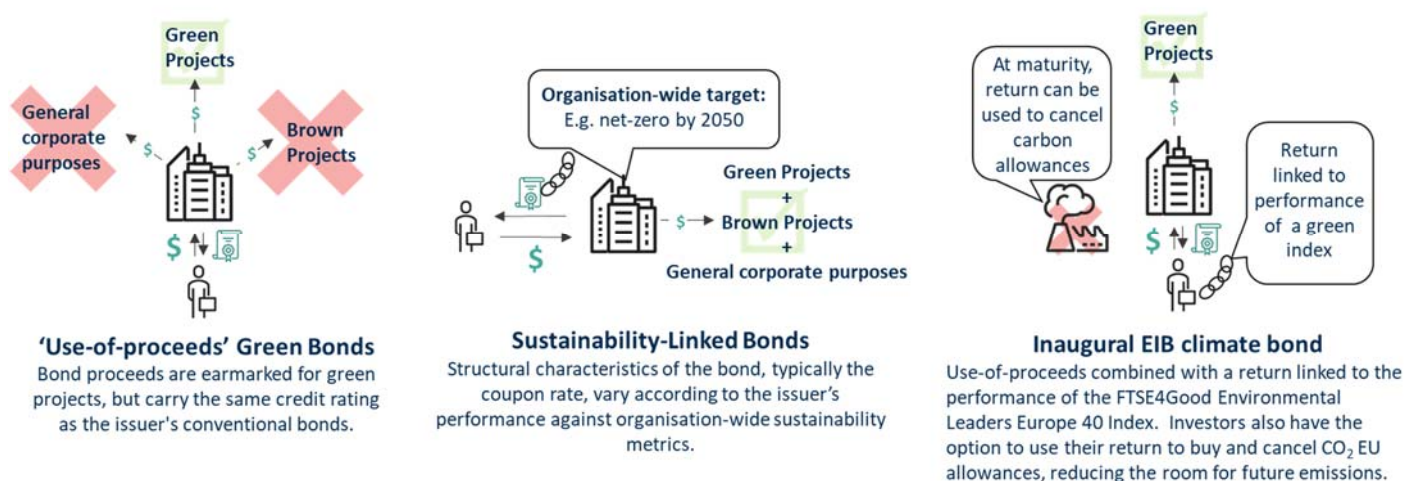 Green
Projects
General
corporate
purposes
$
$
$
Brown
Projects
$
'Use-of-proceeds' Green Bonds
Bond proceeds are earmarked for green
projects, but carry the same credit rating
as the issuer's conventional bonds.
Organisation-wide target:
E.g. net-zero by 2050
$
$
Green Projects
+
Brown Projects
+
General corporate purposes
Sustainability-Linked Bonds
Structural characteristics of the bond, typically the
coupon rate, vary according to the issuer's
performance against organisation-wide sustainability
metrics.
At maturity,
return can be
used to cancel
carbon
allowances
Green
Projects
$
$
Return
linked to
performance
of a green
index
Inaugural EIB climate bond
Use-of-proceeds combined with a return linked to the
performance of the FTSE4Good Environmental
Leaders Europe 40 Index. Investors also have the
option to use their return to buy and cancel CO₂ EU
allowances, reducing the room for future emissions.